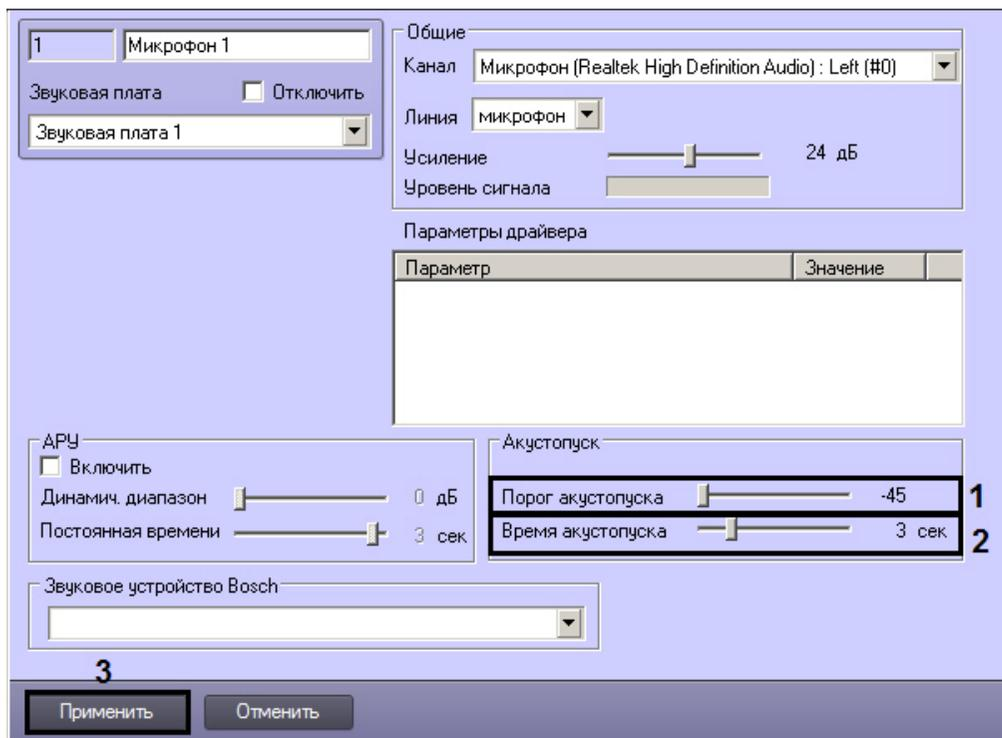 1
Микрофон 1
Звуковая плата
Отключить
Звуковая плата 1
Общие
Канал Микрофон (Realtek High Definition Audio) : Left (#0)
Линия микрофон
Усиление 24 дБ
Уровень сигнала
Параметры драйвера
Параметр Значение
АРУ
Включить
Динамич. диапазон 0 дБ
Постоянная времени 3 сек
Акустопуск
Порог акустопуска -45 1
Время акустопуска 3 сек 2
Звуковое устройство Bosch
3
Применить Отменить